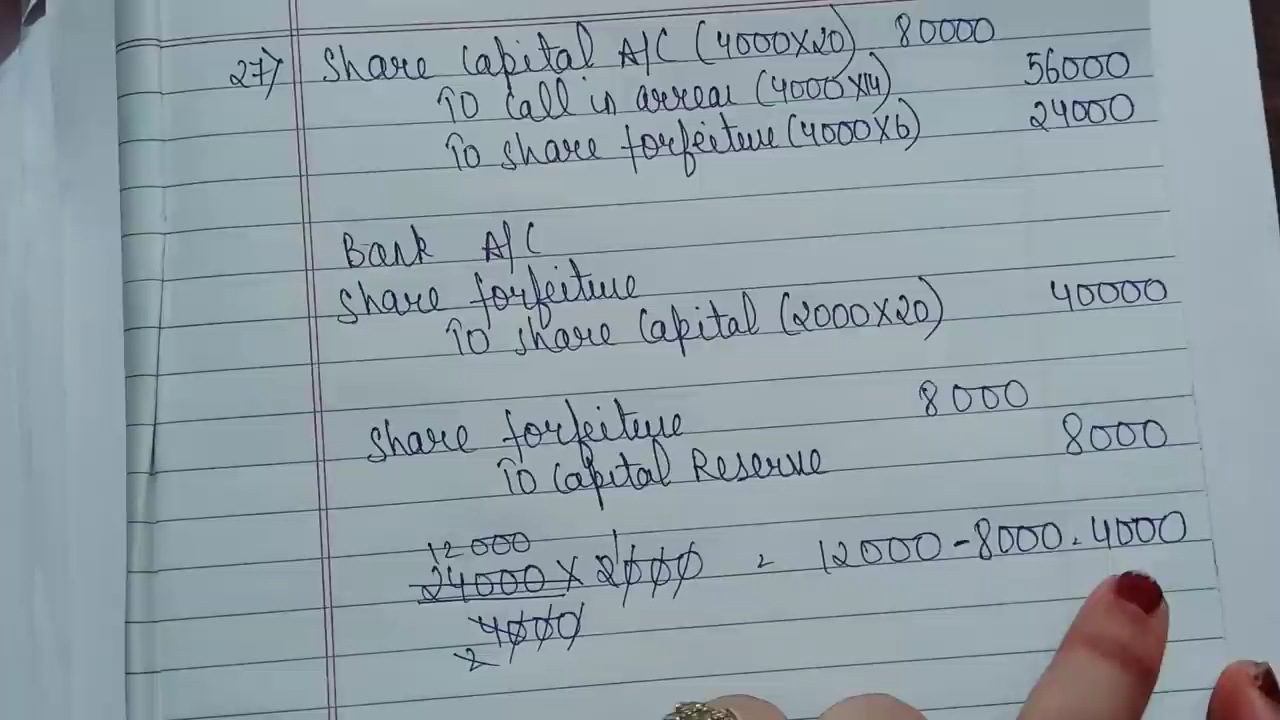 27) Share Capital A/C (4000X20) 80000
To Call in arrear (4000X14) 56000
To share forfeiture (4000X6) 24000
Bank A/C
Share forfeiture
To share Capital (2000X20) 40000
Share forfeiture 8000
To Capital Reserve 8000
12000
24000 X 2000 = 12000 - 8000 = 4000
4000
2